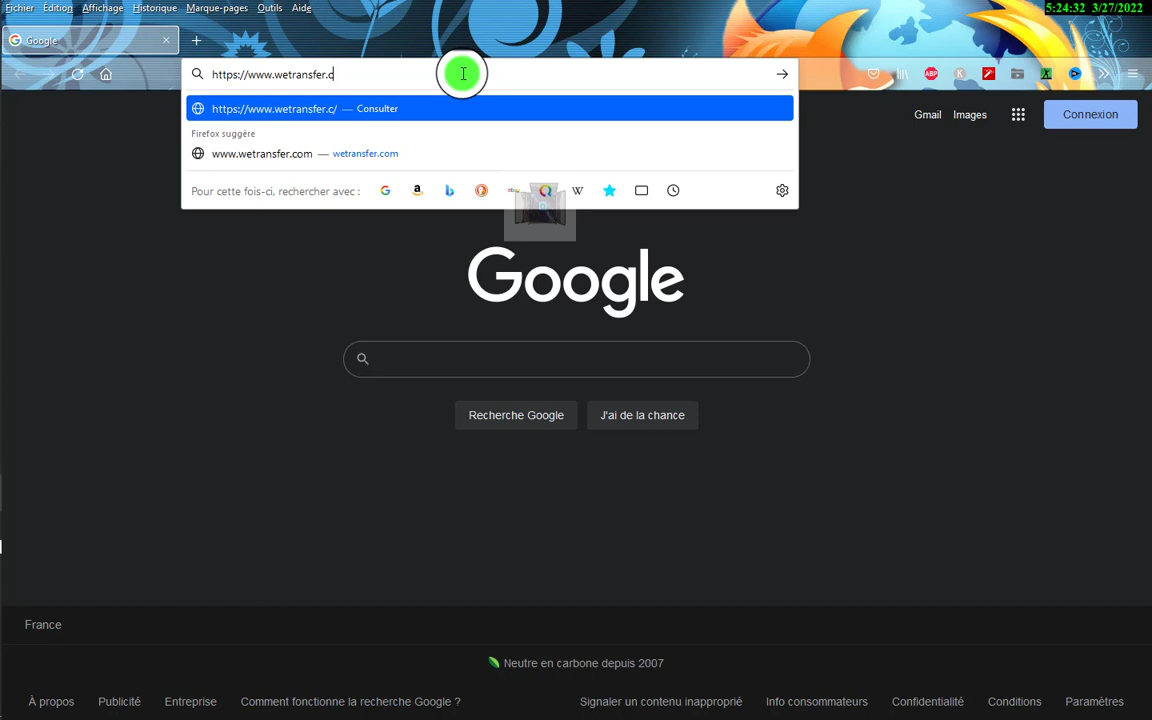 Fichier Édition Affichage Historique Marque-pages Outils Aide
5:24:32 3/27/2022
Google
https://www.wetransfer.c
https://www.wetransfer.c/ — Consulter
Firefox suggère
www.wetransfer.com — wetransfer.com
Pour cette fois-ci, rechercher avec :
Gmail Images Connexion
Google
Recherche Google J'ai de la chance
France
Neutre en carbone depuis 2007
À propos Publicité Entreprise Comment fonctionne la recherche Google ? Signaler un contenu inapproprié Info consommateurs Confidentialité Conditions Paramètres